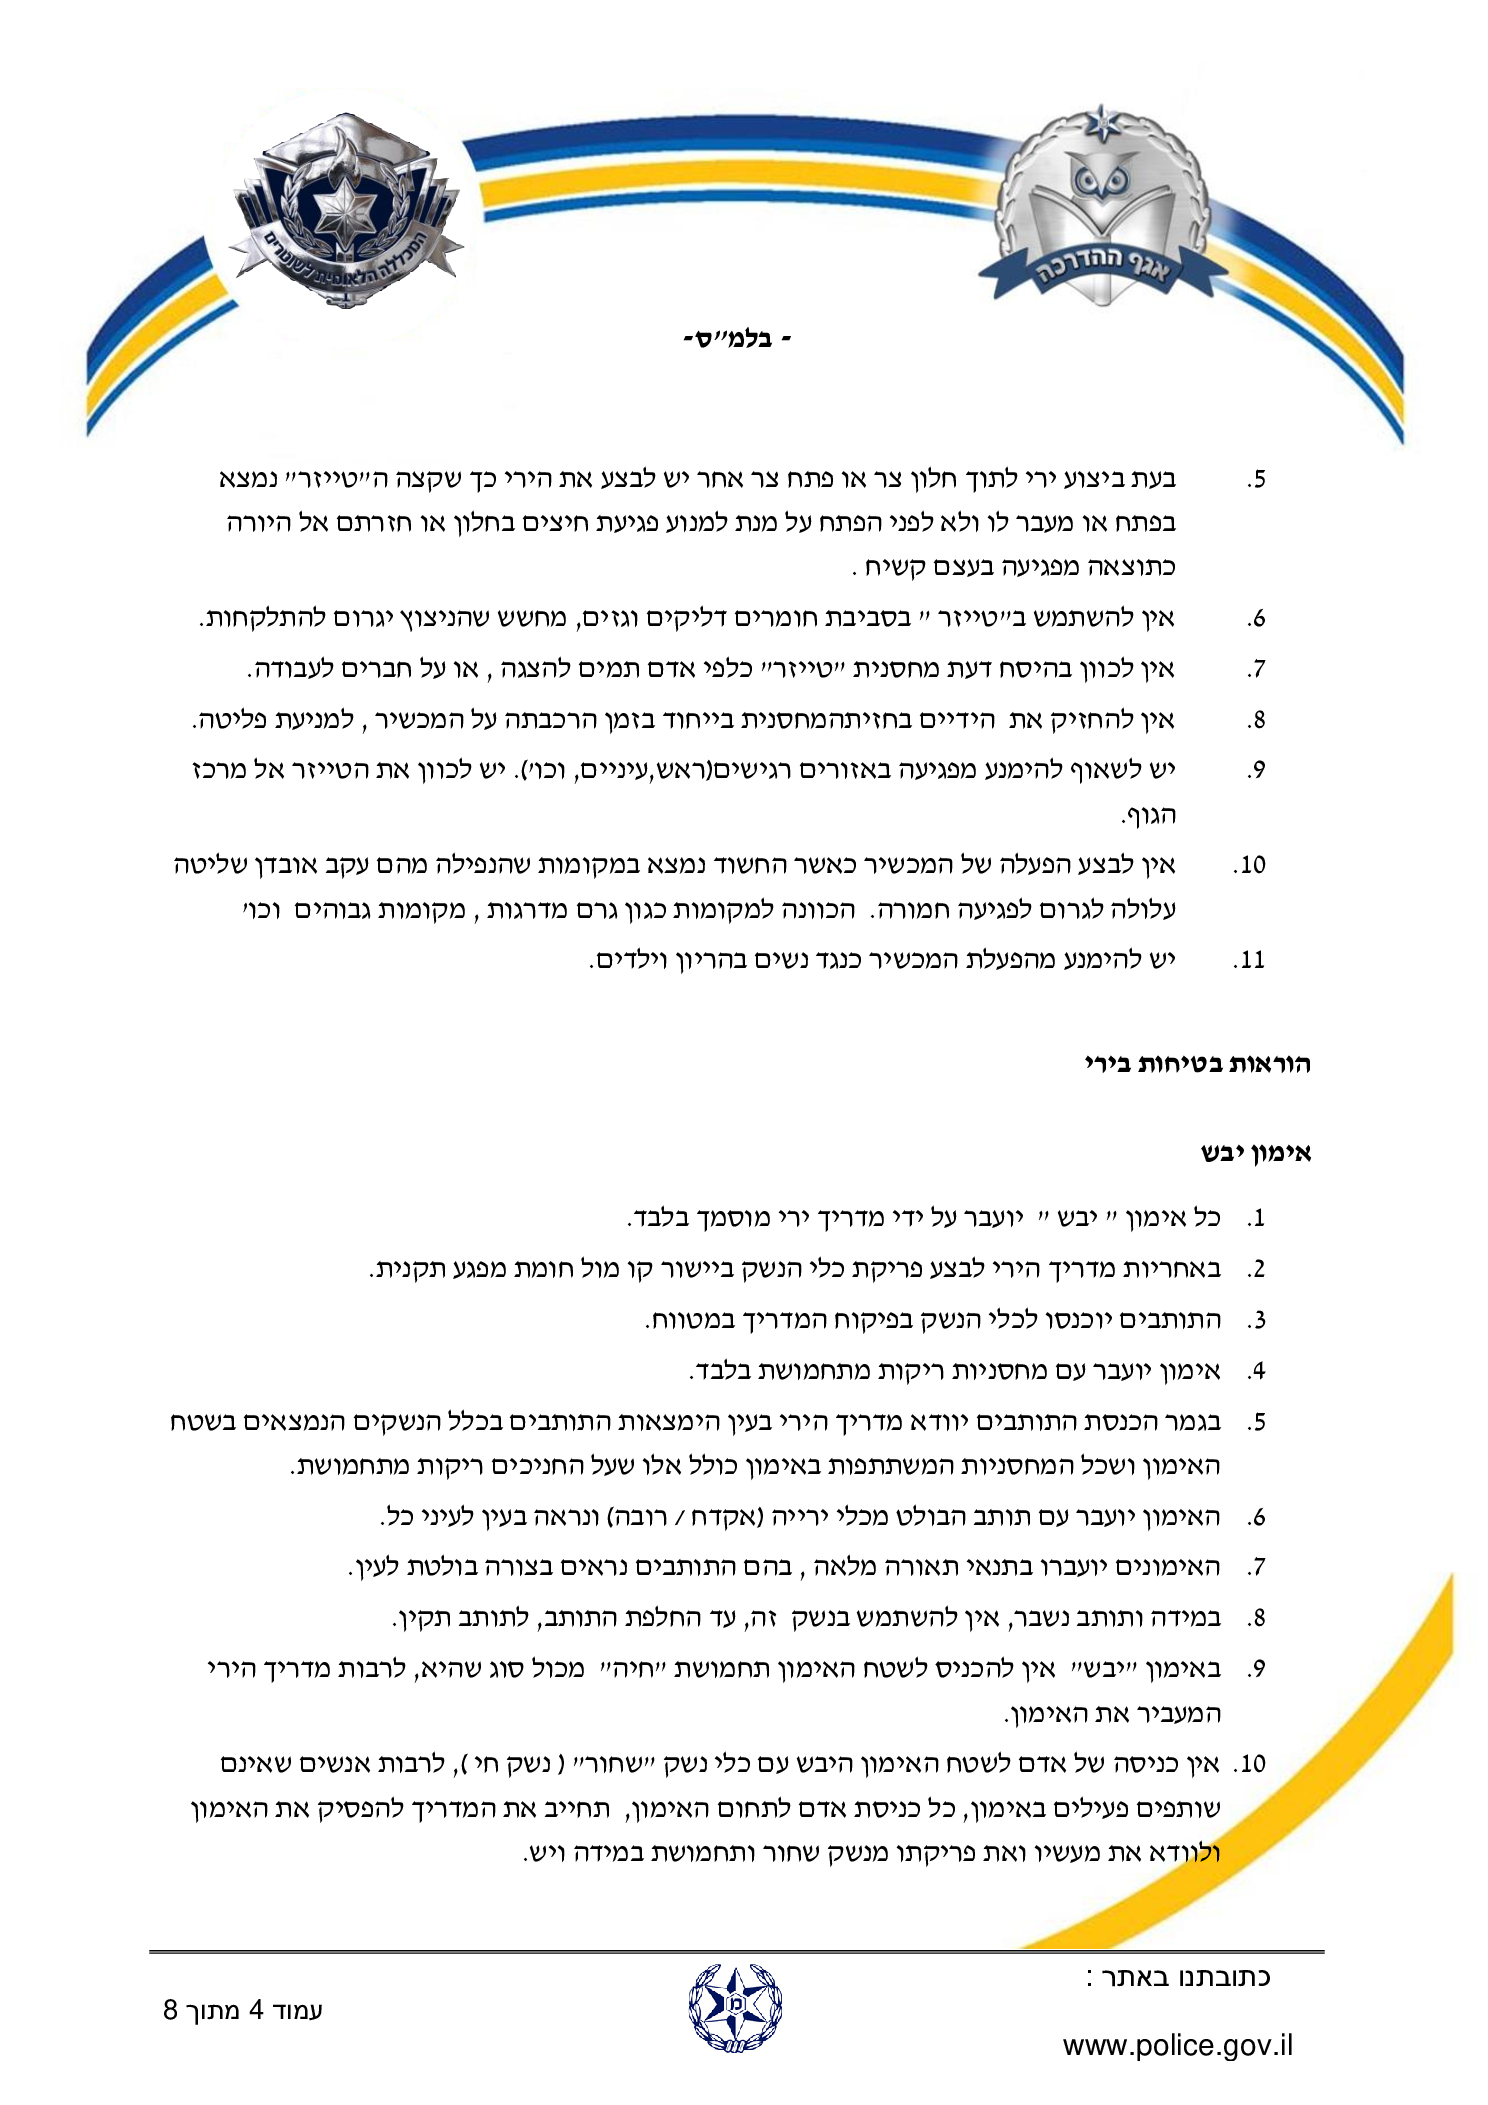 המכללה הלאומית לשוטרים
אגף ההדרכה
- בלמ"ס-
5. בעת ביצוע ירי לתוך חלון צר או פתח צר אחר יש לבצע את הירי כך שקצה ה"טייזר" נמצא
בפתח או מעבר לו ולא לפני הפתח על מנת למנוע פגיעת חיצים בחלון או חזרתם אל היורה
כתוצאה מפגיעה בעצם קשיח .
6. אין להשתמש ב"טייזר " בסביבת חומרים דליקים וגזים, מחשש שהניצוץ יגרום להתלקחות.
7. אין לכוון בהיסח דעת מחסנית "טייזר" כלפי אדם תמים להצגה , או על חברים לעבודה.
8. אין להחזיק את הידיים בחזיתהמחסנית בייחוד בזמן הרכבתה על המכשיר , למניעת פליטה.
9. יש לשאוף להימנע מפגיעה באזורים רגישים(ראש,עיניים, וכו'). יש לכוון את הטייזר אל מרכז
הגוף.
10. אין לבצע הפעלה של המכשיר כאשר החשוד נמצא במקומות שהנפילה מהם עקב אובדן שליטה
עלולה לגרום לפגיעה חמורה. הכוונה למקומות כגון גרם מדרגות , מקומות גבוהים וכו'
11. יש להימנע מהפעלת המכשיר כנגד נשים בהריון וילדים.
הוראות בטיחות בירי
אימון יבש
1. כל אימון " יבש " יועבר על ידי מדריך ירי מוסמך בלבד.
2. באחריות מדריך הירי לבצע פריקת כלי הנשק ביישור קו מול חומת מפגע תקנית.
3. התותבים יוכנסו לכלי הנשק בפיקוח המדריך במטווח.
4. אימון יועבר עם מחסניות ריקות מתחמושת בלבד.
5. בגמר הכנסת התותבים יוודא מדריך הירי בעין הימצאות התותבים בכלל הנשקים הנמצאים בשטח
האימון ושכל המחסניות המשתתפות באימון כולל אלו שעל החניכים ריקות מתחמושת.
6. האימון יועבר עם תותב הבולט מכלי ירייה (אקדח / רובה) ונראה בעין לעיני כל.
7. האימונים יועברו בתנאי תאורה מלאה , בהם התותבים נראים בצורה בולטת לעין.
8. במידה ותותב נשבר, אין להשתמש בנשק זה, עד החלפת התותב, לתותב תקין.
9. באימון "יבש" אין להכניס לשטח האימון תחמושת "חיה" מכול סוג שהיא, לרבות מדריך הירי
המעביר את האימון.
10. אין כניסה של אדם לשטח האימון היבש עם כלי נשק "שחור" ( נשק חי ), לרבות אנשים שאינם
שותפים פעילים באימון, כל כניסת אדם לתחום האימון, תחייב את המדריך להפסיק את האימון
ולוודא את מעשיו ואת פריקתו מנשק שחור ותחמושת במידה ויש.
כתובתנו באתר :
www.police.gov.il
מ
עמוד 4 מתוך 8